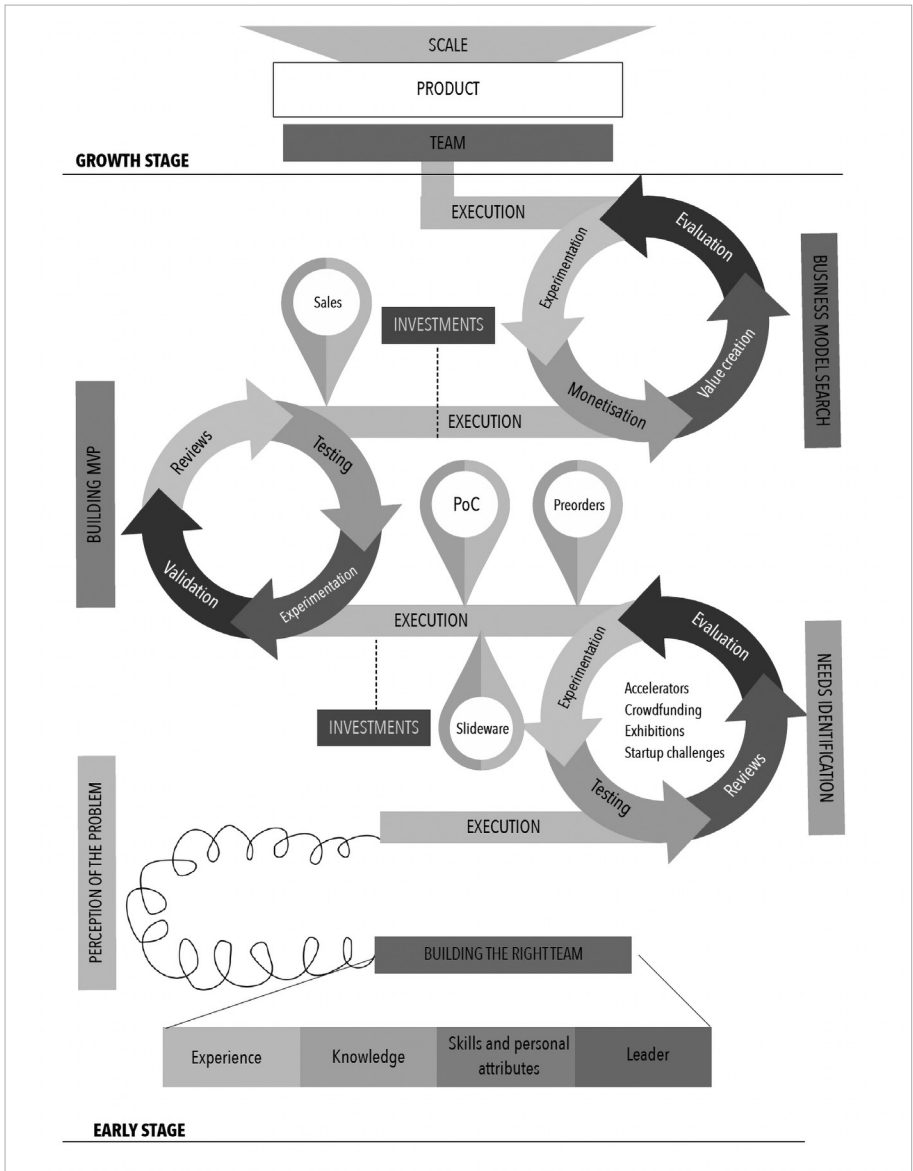 SCALE
PRODUCT
TEAM
GROWTH STAGE
EXECUTION
Evaluation
Experimentation
Monetisation
Value creation
BUSINESS MODEL SEARCH
Sales
INVESTMENTS
EXECUTION
BUILDING MVP
Reviews
Testing
Validation
Experimentation
PoC
Preorders
EXECUTION
Slideware
INVESTMENTS
Evaluation
Experimentation
Accelerators
Crowdfunding
Exhibitions
Startup challenges
Testing
Reviews
NEEDS IDENTIFICATION
EXECUTION
PERCEPTION OF THE PROBLEM
BUILDING THE RIGHT TEAM
Experience
Knowledge
Skills and personal
attributes
Leader
EARLY STAGE